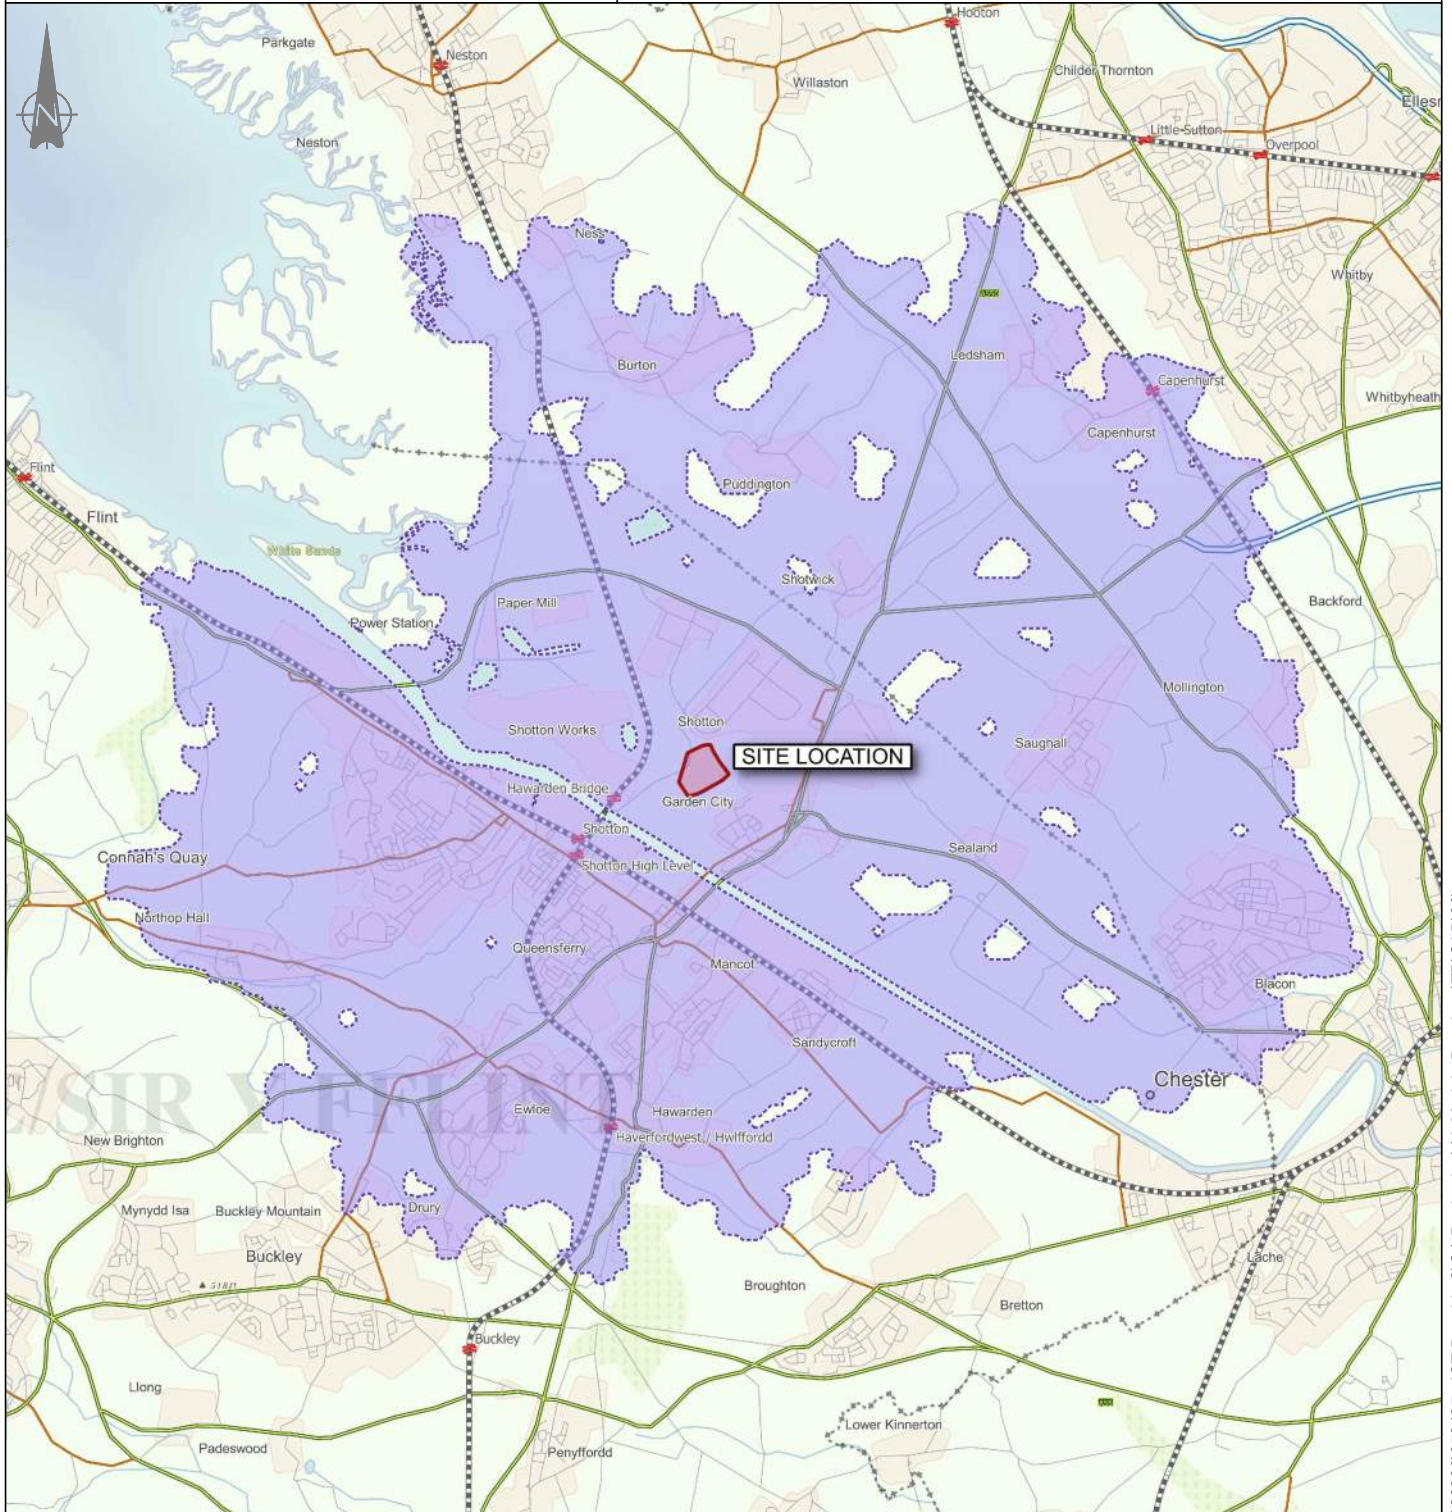 Hooton
Parkgate
Neston
Willaston
Childer Thornton
Little Sutton
Overpool
Neston
N
Ness
Whitby
A550
Ledsham
Burton
Capenhurst
Whitbyheath
Capenhurst
Flint
Puddington
Flint
White Sands
Shotwick
Paper Mill
Backford
Power Station
Mollington
Shotton
Shotton Works
Saughall
SITE LOCATION
Hawarden Bridge
Garden City
Shotton
Sealand
Connah's Quay
Shotton High Level
Northop Hall
Queensferry
Mancot
Blacon
Sandycroft
Chester
E/SIR Y FFLINT
Ewloe
Hawarden
New Brighton
Haverfordwest / Hwlffordd
Mynydd Isa
Buckley Mountain
Drury
Buckley
Lache
Broughton
Bretton
Buckley
Llong
Lower Kinnerton
Padeswood
Penyffordd